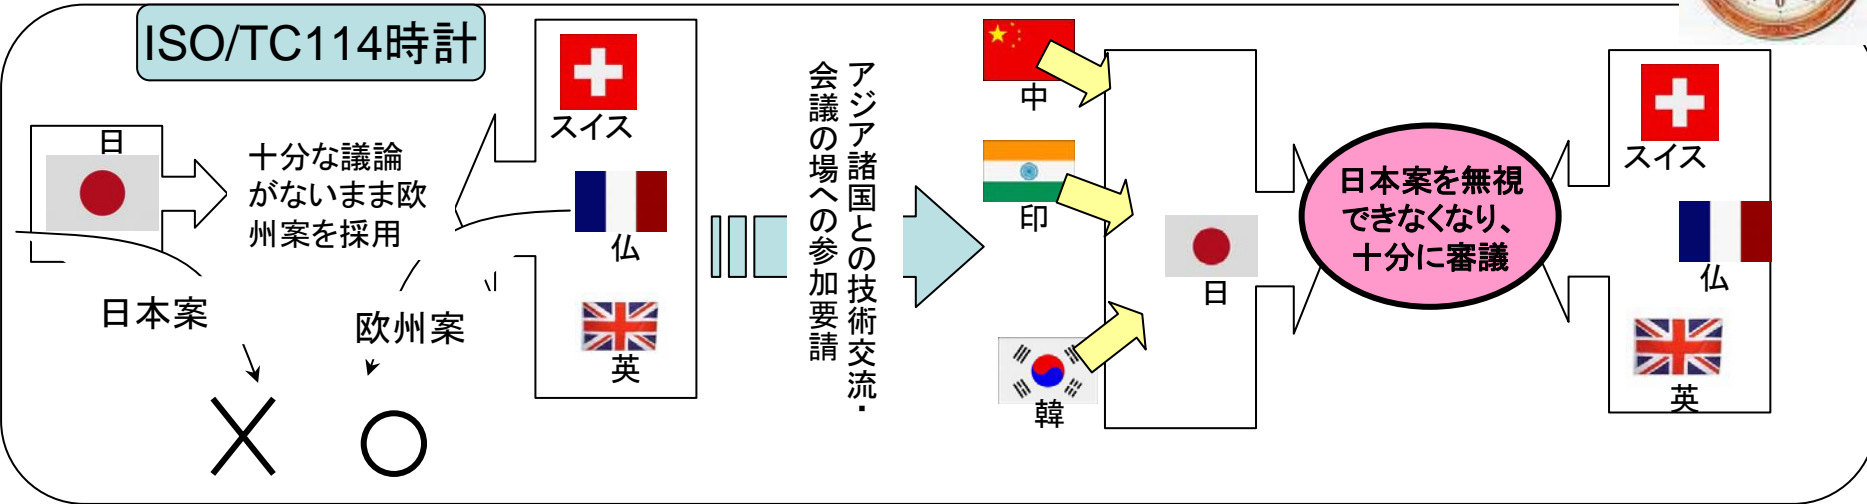 ISO/TC114時計
日
十分な議論
がないまま欧
州案を採用
日本案
欧州案
スイス
仏
英
アジア諸国との技術交流・
会議の場への参加要請
中
印
韓
日
日本案を無視
できなくなり、
十分に審議
スイス
仏
英